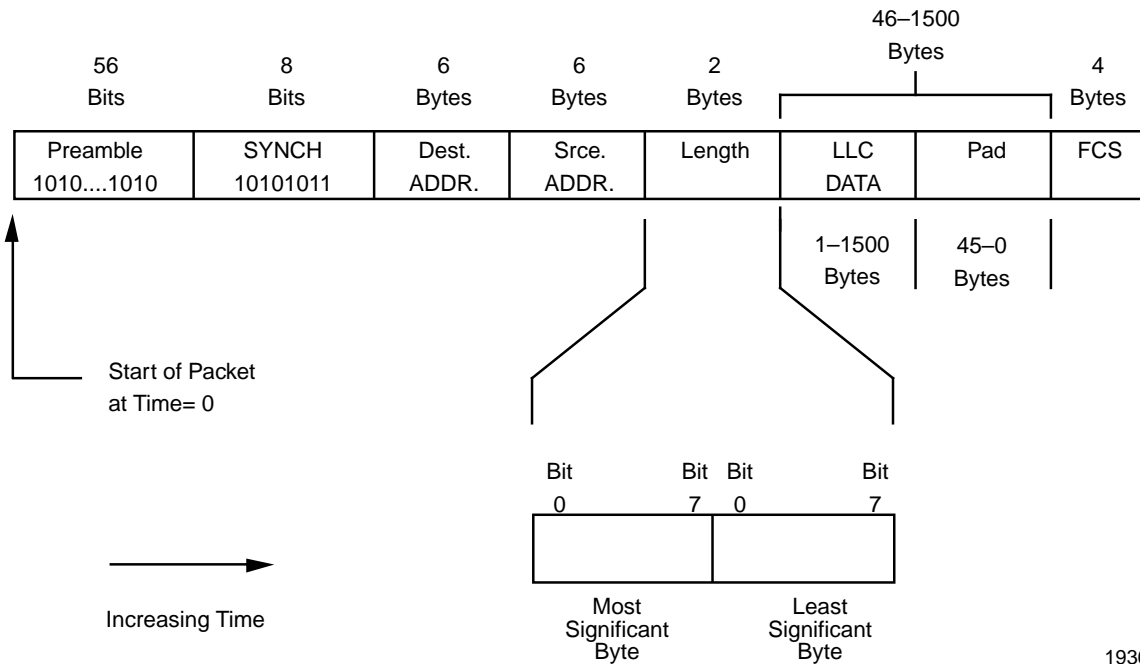 46–1500
Bytes
56
Bits
8
Bits
6
Bytes
6
Bytes
2
Bytes
4
Bytes
Preamble
1010....1010
SYNCH
10101011
Dest.
ADDR.
Srce.
ADDR.
Length
LLC
DATA
Pad
FCS
1–1500
Bytes
45–0
Bytes
Start of Packet
at Time= 0
Bit
0
Bit
7
Bit
0
Bit
7
Increasing Time
Most
Significant
Byte
Least
Significant
Byte